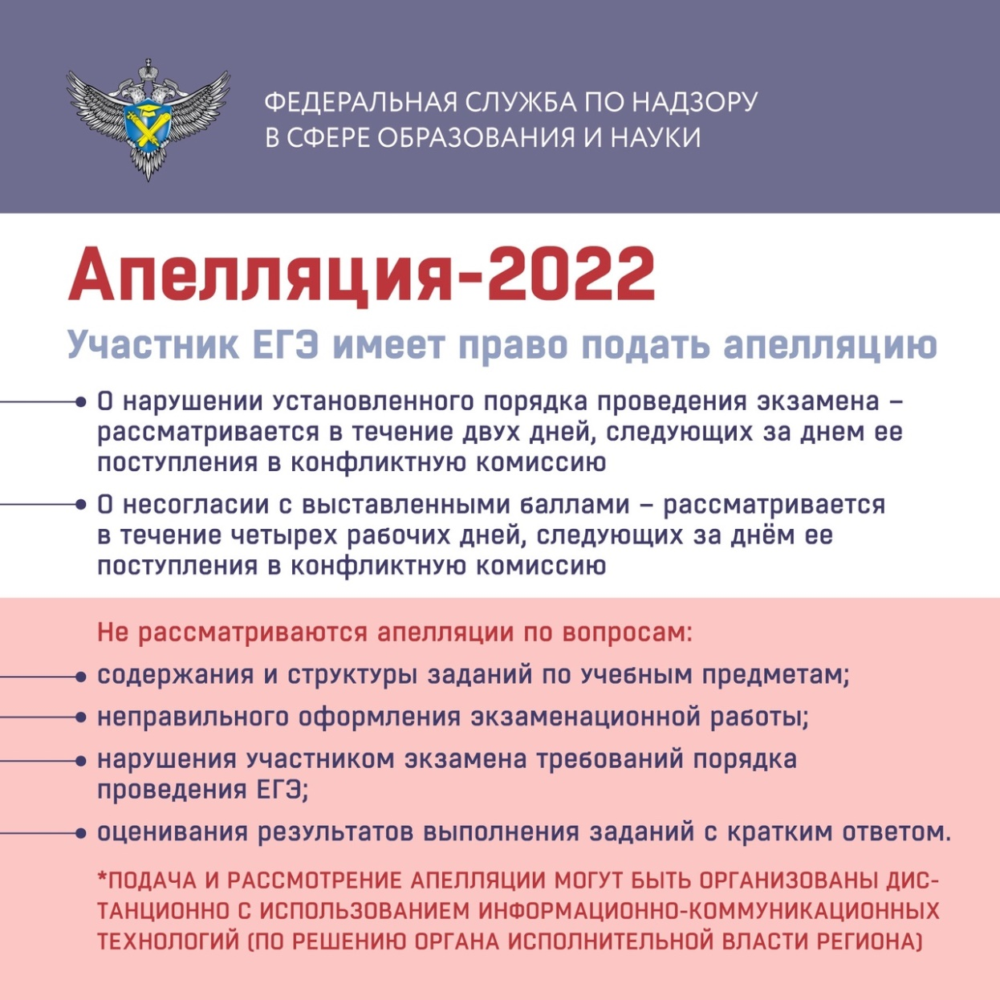 ФЕДЕРАЛЬНАЯ СЛУЖБА ПО НАДЗОРУ
В СФЕРЕ ОБРАЗОВАНИЯ И НАУКИ
Апелляция-2022
Участник ЕГЭ имеет право подать апелляцию
О нарушении установленного порядка проведения экзамена –
рассматривается в течение двух дней, следующих за днем ее
поступления в конфликтную комиссию
О несогласии с выставленными баллами – рассматривается
в течение четырех рабочих дней, следующих за днём ее
поступления в конфликтную комиссию
Не рассматриваются апелляции по вопросам:
содержания и структуры заданий по учебным предметам;
неправильного оформления экзаменационной работы;
нарушения участником экзамена требований порядка
проведения ЕГЭ;
оценивания результатов выполнения заданий с кратким ответом.
*ПОДАЧА И РАССМОТРЕНИЕ АПЕЛЛЯЦИИ МОГУТ БЫТЬ ОРГАНИЗОВАНЫ ДИС-
ТАНЦИОННО С ИСПОЛЬЗОВАНИЕМ ИНФОРМАЦИОННО-КОММУНИКАЦИОННЫХ
ТЕХНОЛОГИЙ (ПО РЕШЕНИЮ ОРГАНА ИСПОЛНИТЕЛЬНОЙ ВЛАСТИ РЕГИОНА)